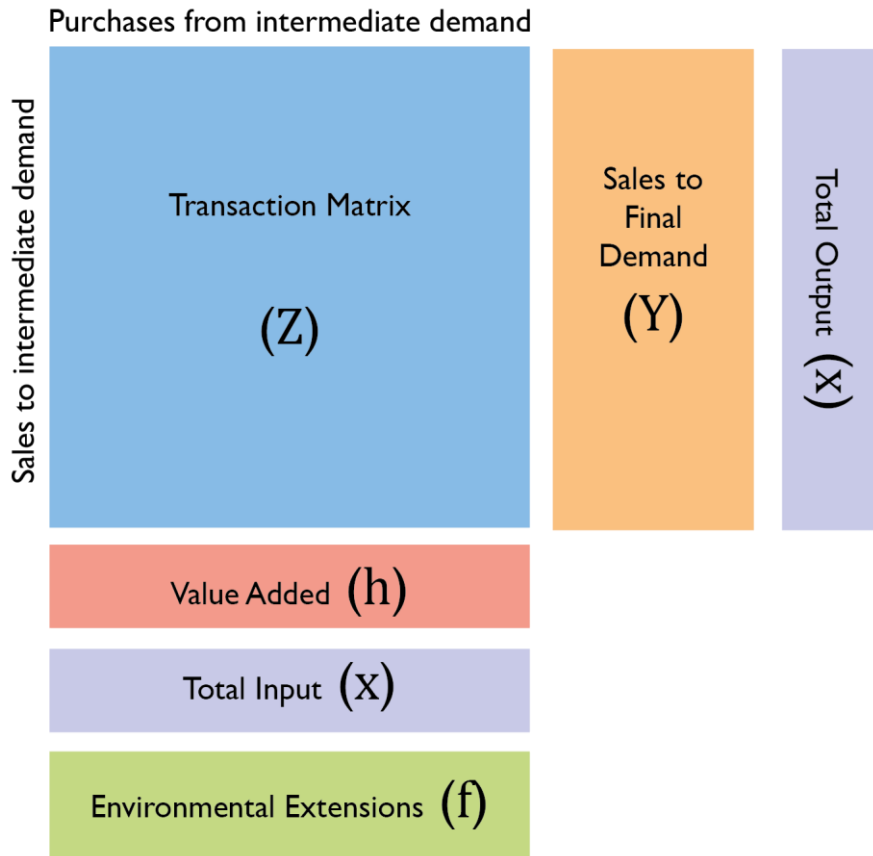 Purchases from intermediate demand
Sales to intermediate demand
Transaction Matrix
(Z)
Sales to
Final
Demand
(Y)
Total Output (x)
Value Added (h)
Total Input (x)
Environmental Extensions (f)